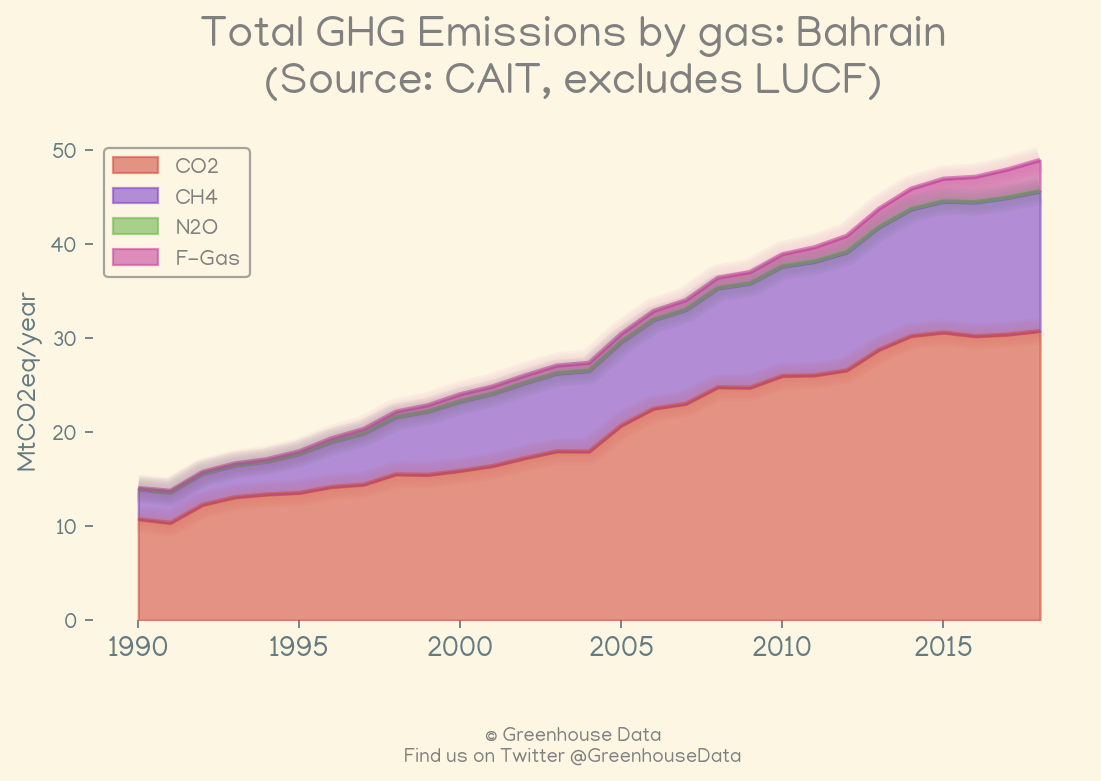 Total GHG Emissions by gas: Bahrain
(Source: CAIT, excludes LUCF)
50
40
30
20
10
0
MtCO2eq/year
CO2
CH4
N2O
F-Gas
1990 1995 2000 2005 2010 2015
© Greenhouse Data
Find us on Twitter @GreenhouseData